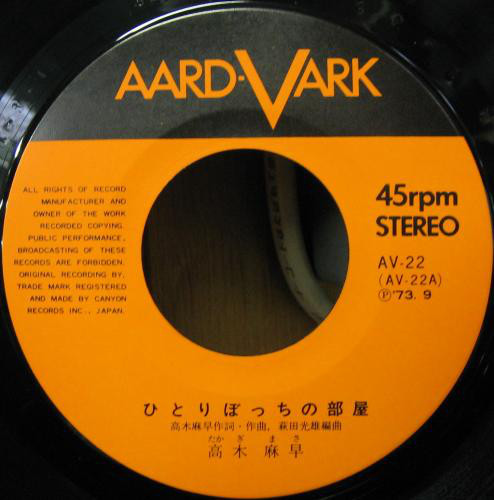 AARD-VARK
ALL RIGHTS OF RECORD
MANUFACTURER AND
OWNER OF THE WORK
RECORDED COPYING.
PUBLIC PERFORMANCE,
BROADCASTING OF THESE
RECORDS ARE FORBIDDEN.
ORIGINAL RECORDING BY,
TRADE MARK REGISTERED
AND MADE BY CANYON
RECORDS INC., JAPAN.
45rpm
STEREO
AV-22
(AV-22A)
Ⓟ'73. 9
ひとりぼっちの部屋
高木麻早作詞・作曲, 萩田光雄編曲
たかぎ まさ
高木 麻早